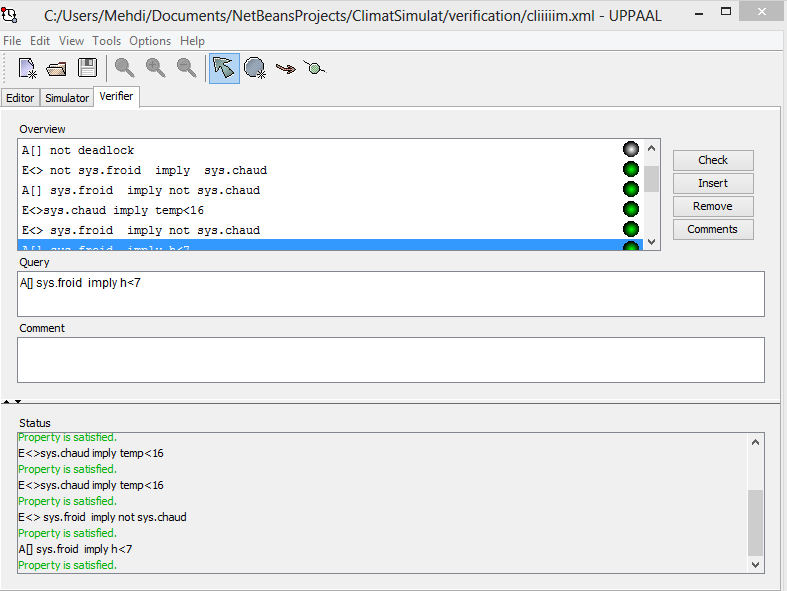 C:/Users/Mehdi/Documents/NetBeansProjects/ClimatSimulat/verification/cliiiiim.xml - UPPAAL
File Edit View Tools Options Help
Editor Simulator Verifier
Overview
A[] not deadlock
E<> not sys.froid imply sys.chaud
A[] sys.froid imply not sys.chaud
E<>sys.chaud imply temp<16
E<> sys.froid imply not sys.chaud
A[] sys.froid imply h<7
Check
Insert
Remove
Comments
Query
A[] sys.froid imply h<7
Comment
Status
Property is satisfied.
E<>sys.chaud imply temp<16
Property is satisfied.
E<>sys.chaud imply temp<16
Property is satisfied.
E<> sys.froid imply not sys.chaud
Property is satisfied.
A[] sys.froid imply h<7
Property is satisfied.